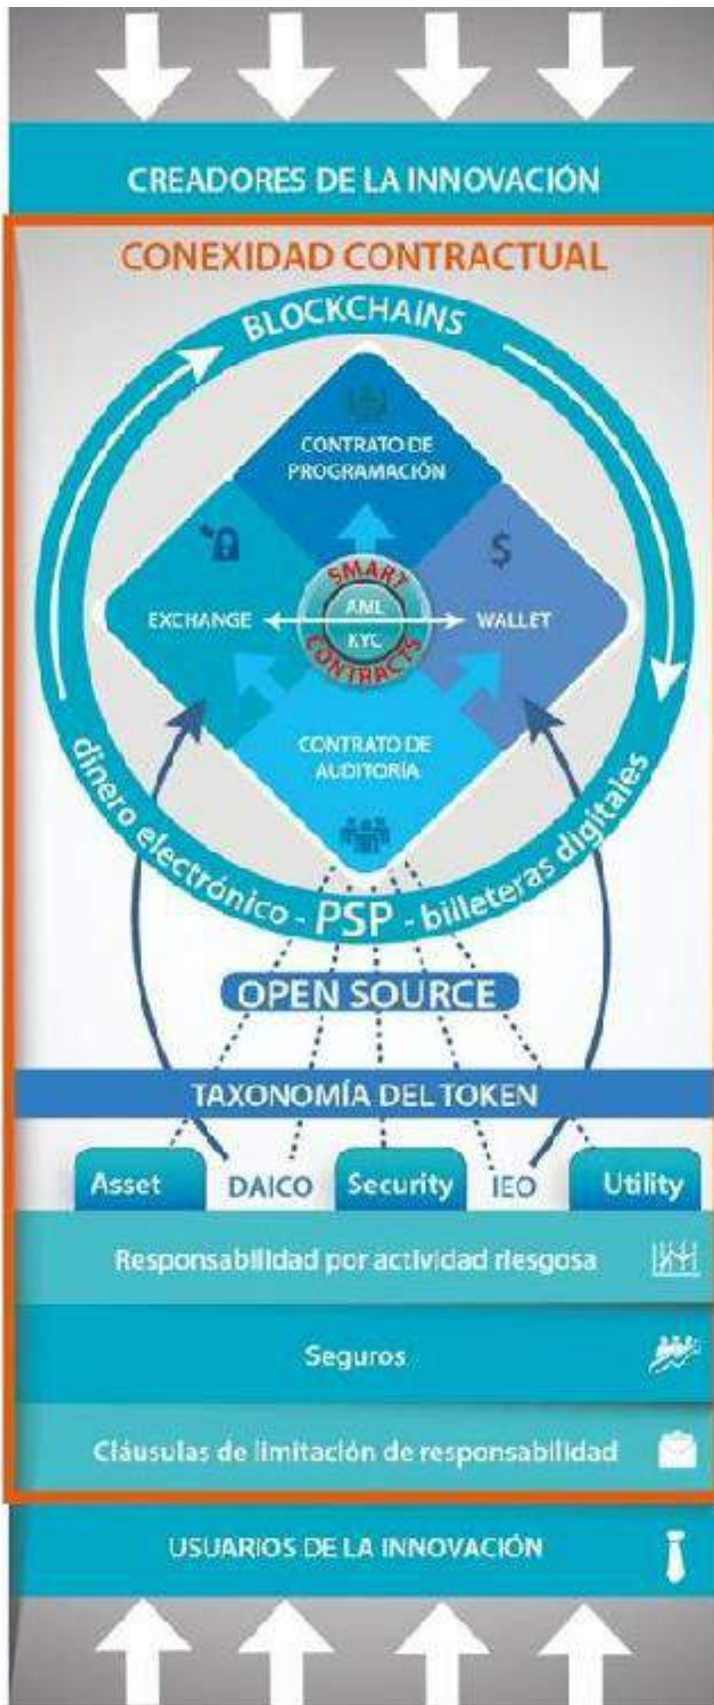 CREADORES DE LA INNOVACIÓN
CONEXIDAD CONTRACTUAL
BLOCKCHAINS
CONTRATO DE
PROGRAMACIÓN
$
SMART
EXCHANGE
AML
WALLET
KYC
CONTRACTS
CONTRATO DE
AUDITORÍA
dinero electrónico - PSP - billeteras digitales
OPEN SOURCE
TAXONOMÍA DEL TOKEN
Asset DAICO Security IEO Utility
Responsabilidad por actividad riesgosa
Seguros
Cláusulas de limitación de responsabilidad
USUARIOS DE LA INNOVACIÓN